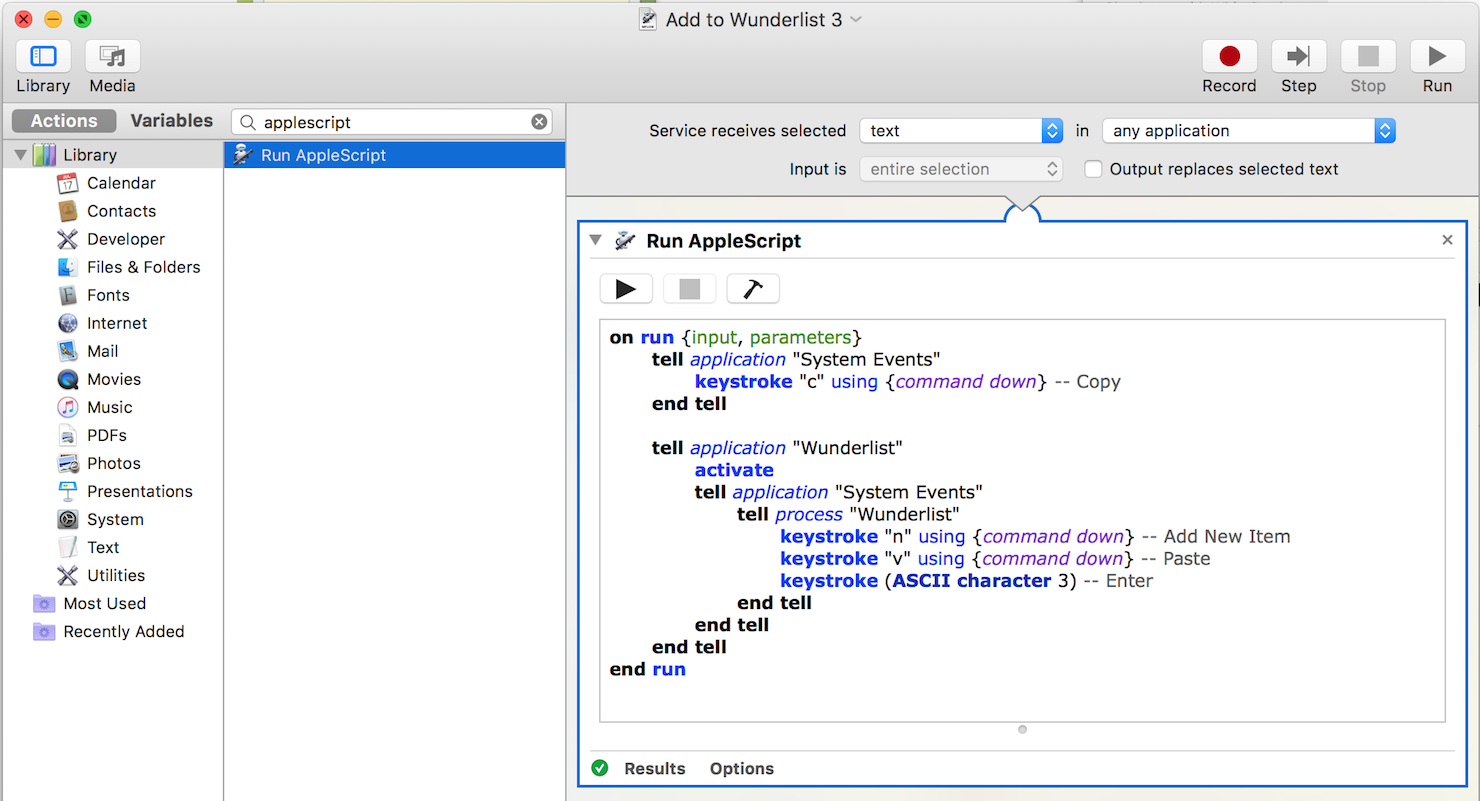 Add to Wunderlist 3
Library Media
Record Step Stop Run
Actions Variables applescript
Service receives selected text in any application
Input is entire selection Output replaces selected text
Library
Calendar
Contacts
Developer
Files & Folders
Fonts
Internet
Mail
Movies
Music
PDFs
Photos
Presentations
System
Text
Utilities
Most Used
Recently Added
Run AppleScript
Run AppleScript
on run {input, parameters}
tell application "System Events"
keystroke "c" using {command down} -- Copy
end tell
tell application "Wunderlist"
activate
tell application "System Events"
tell process "Wunderlist"
keystroke "n" using {command down} -- Add New Item
keystroke "v" using {command down} -- Paste
keystroke (ASCII character 3) -- Enter
end tell
end tell
end tell
end run
Results Options